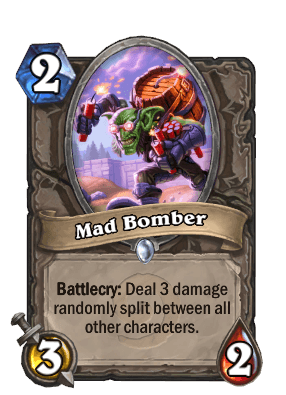 2
Mad Bomber
Battlecry: Deal 3 damage
randomly split between all
other characters.
3
2